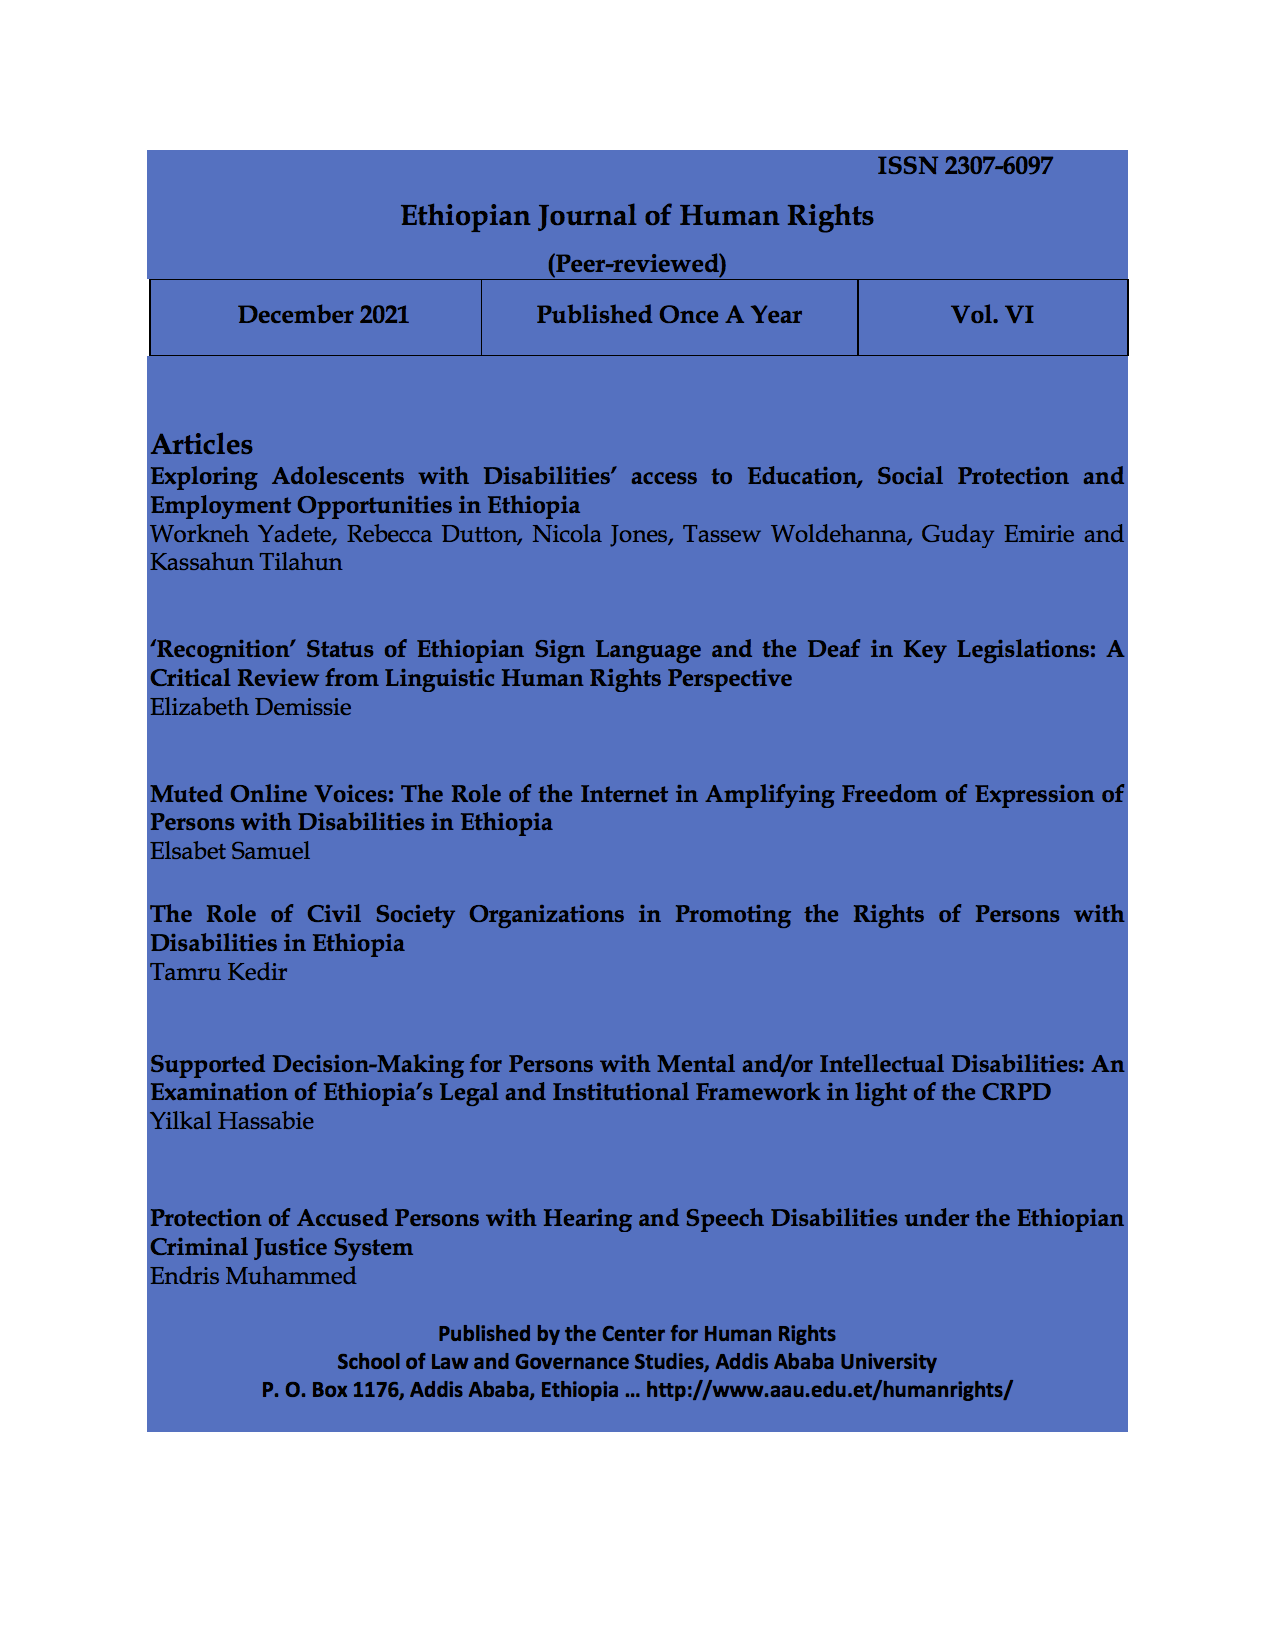 ISSN 2307-6097
Ethiopian Journal of Human Rights
(Peer-reviewed)
December 2021
Published Once A Year
Vol. VI
Articles
Exploring Adolescents with Disabilities’ access to Education, Social Protection and
Employment Opportunities in Ethiopia
Workneh Yadete, Rebecca Dutton, Nicola Jones, Tassew Woldehanna, Guday Emirie and
Kassahun Tilahun
‘Recognition’ Status of Ethiopian Sign Language and the Deaf in Key Legislations: A
Critical Review from Linguistic Human Rights Perspective
Elizabeth Demissie
Muted Online Voices: The Role of the Internet in Amplifying Freedom of Expression of
Persons with Disabilities in Ethiopia
Elsabet Samuel
The Role of Civil Society Organizations in Promoting the Rights of Persons with
Disabilities in Ethiopia
Tamru Kedir
Supported Decision-Making for Persons with Mental and/or Intellectual Disabilities: An
Examination of Ethiopia’s Legal and Institutional Framework in light of the CRPD
Yilkal Hassabie
Protection of Accused Persons with Hearing and Speech Disabilities under the Ethiopian
Criminal Justice System
Endris Muhammed
Published by the Center for Human Rights
School of Law and Governance Studies, Addis Ababa University
P. O. Box 1176, Addis Ababa, Ethiopia ... http://www.aau.edu.et/humanrights/